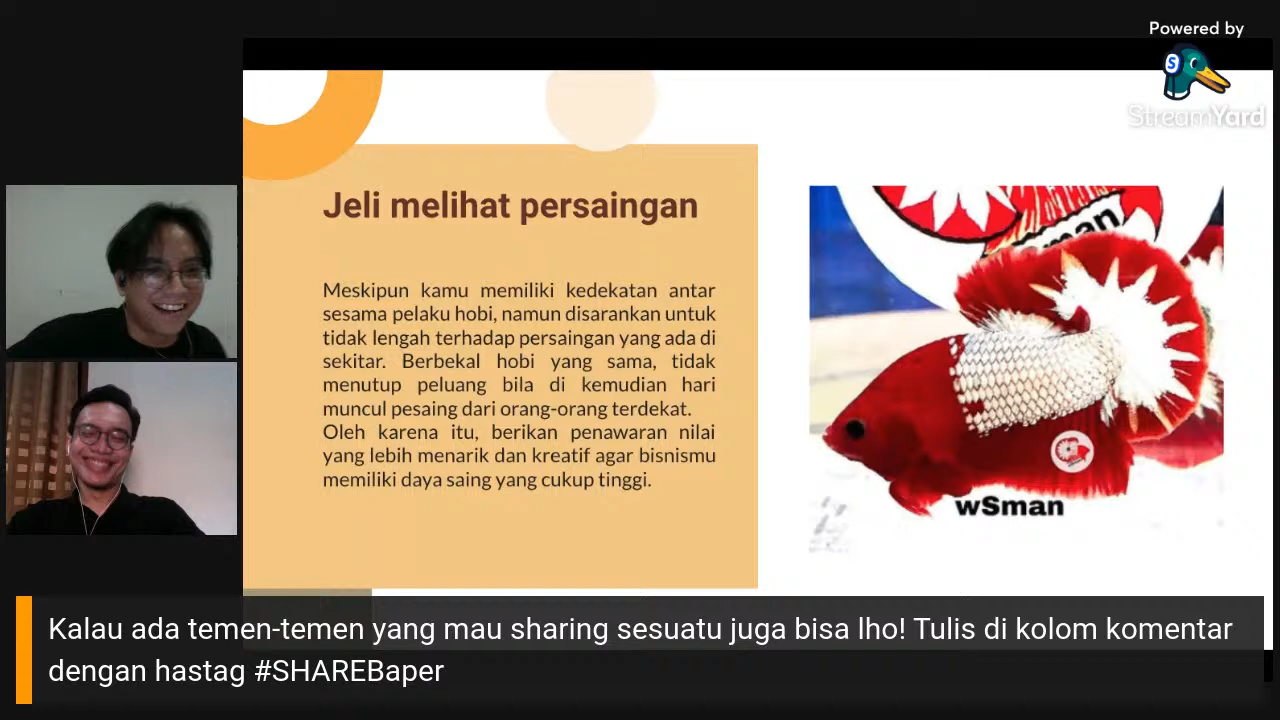 Powered by
S
StreamYard
Jeli melihat persaingan
Meskipun kamu memiliki kedekatan antar
sesama pelaku hobi, namun disarankan untuk
tidak lengah terhadap persaingan yang ada di
sekitar. Berbekal hobi yang sama, tidak
menutup peluang bila di kemudian hari
muncul pesaing dari orang-orang terdekat.
Oleh karena itu, berikan penawaran nilai
yang lebih menarik dan kreatif agar bisnismu
memiliki daya saing yang cukup tinggi.
wSman
Kalau ada temen-temen yang mau sharing sesuatu juga bisa lho! Tulis di kolom komentar
dengan hastag #SHAREBaper